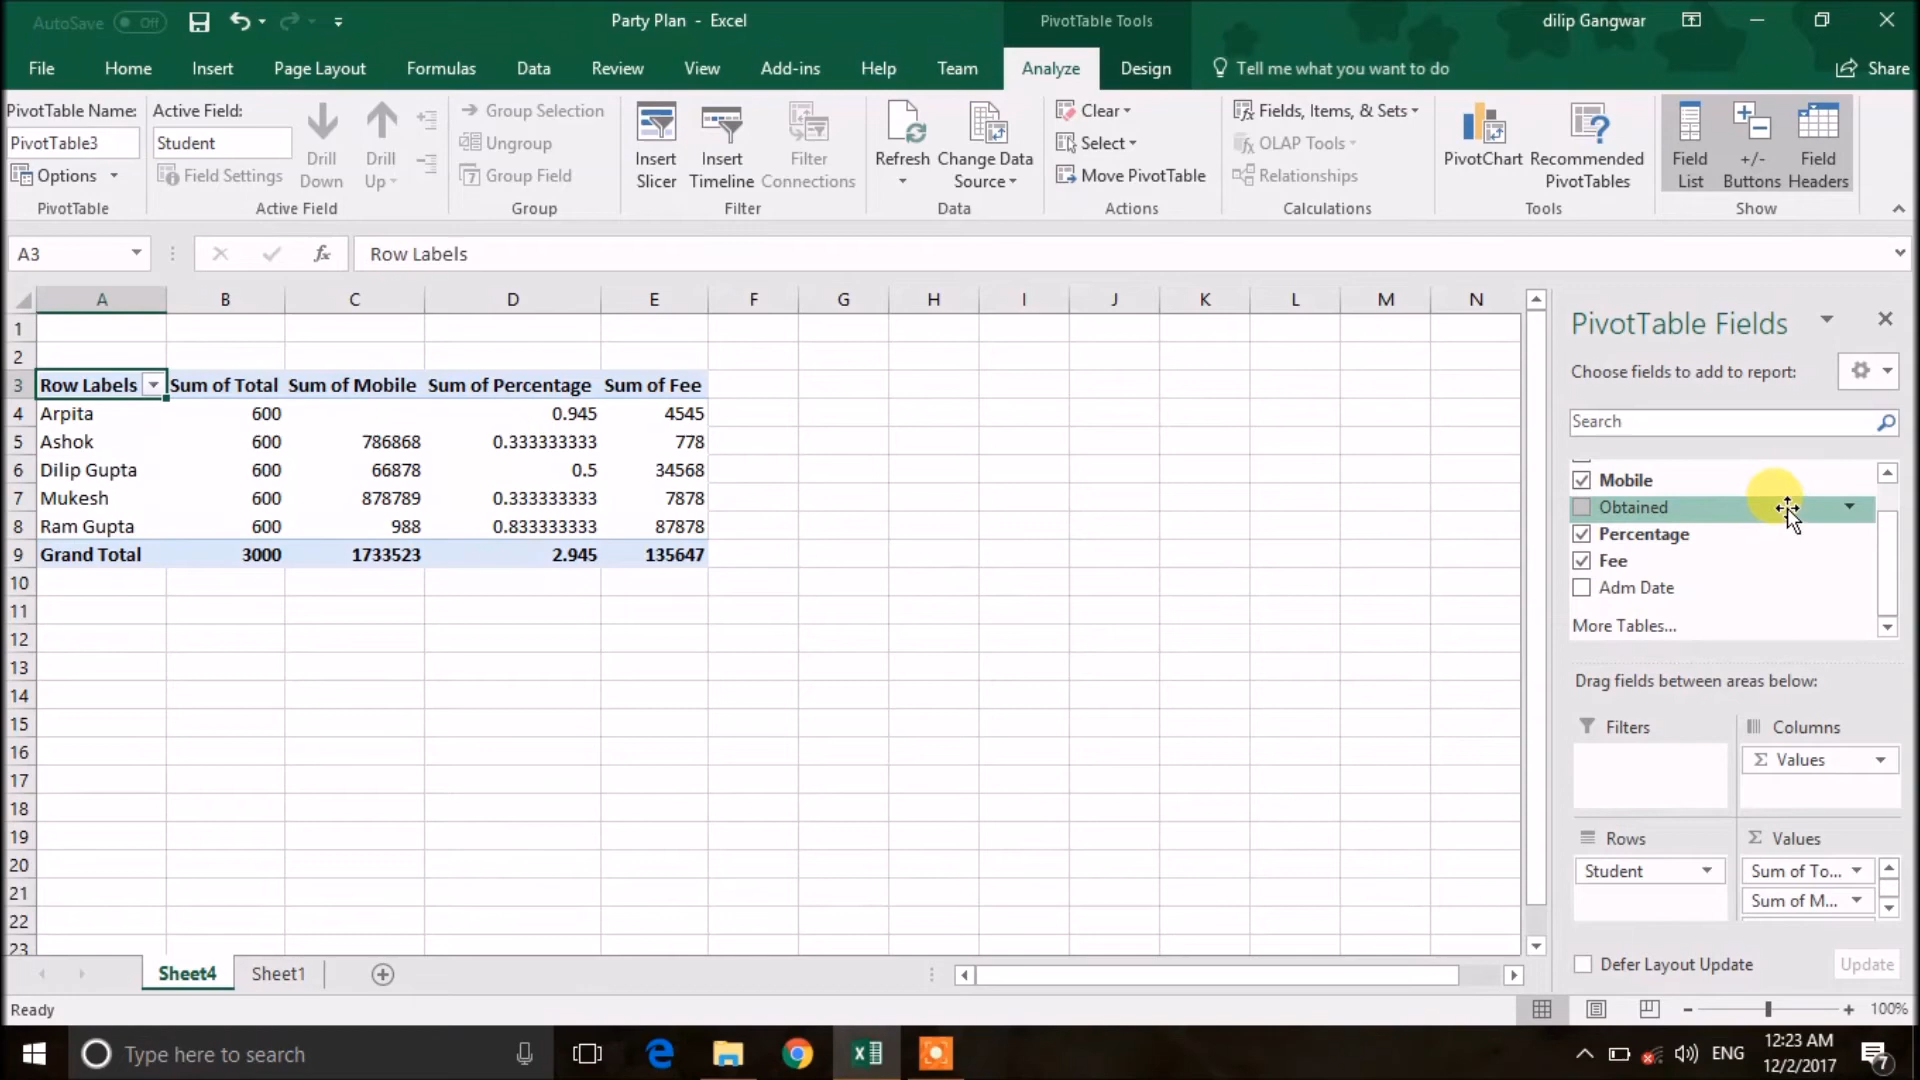 AutoSave Off Party Plan - Excel PivotTable Tools dilip Gangwar
File Home Insert Page Layout Formulas Data Review View Add-ins Help Team Analyze Design Tell me what you want to do Share
PivotTable Name: Active Field: Group Selection Clear Fields, Items, & Sets
PivotTable3 Student Ungroup Select OLAP Tools
Options Field Settings Drill Down Drill Up Group Field Insert Slicer Insert Timeline Filter Connections Refresh Change Data Source Move PivotTable Relationships PivotChart Recommended PivotTables Field List +/- Buttons Field Headers
PivotTable Active Field Group Filter Data Actions Calculations Tools Show
A3 fx Row Labels
A B C D E F G H I J K L M N
1
2
3 Row Labels Sum of Total Sum of Mobile Sum of Percentage Sum of Fee
4 Arpita 600 0.945 4545
5 Ashok 600 786868 0.333333333 778
6 Dilip Gupta 600 66878 0.5 34568
7 Mukesh 600 878789 0.333333333 7878
8 Ram Gupta 600 988 0.833333333 87878
9 Grand Total 3000 1733523 2.945 135647
10
11
12
13
14
15
16
17
18
19
20
21
22
23
PivotTable Fields
Choose fields to add to report:
Search
Mobile
Obtained
Percentage
Fee
Adm Date
More Tables...
Drag fields between areas below:
Filters Columns
Σ Values
Rows Σ Values
Student Sum of To...
Sum of M...
Defer Layout Update Update
Sheet4 Sheet1
Ready 100%
Type here to search ENG 12:23 AM
12/2/2017 7